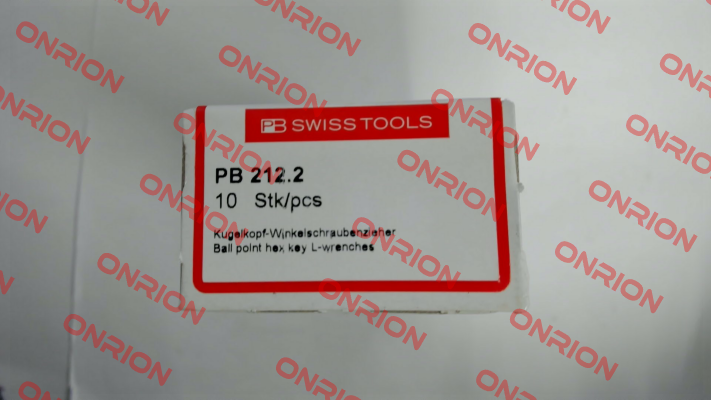 PB SWISS TOOLS
PB 212.2
10 Stk/pcs
Kugelkopf-Winkelschraubenzieher
Ball point hex key L-wrenches
ONRION